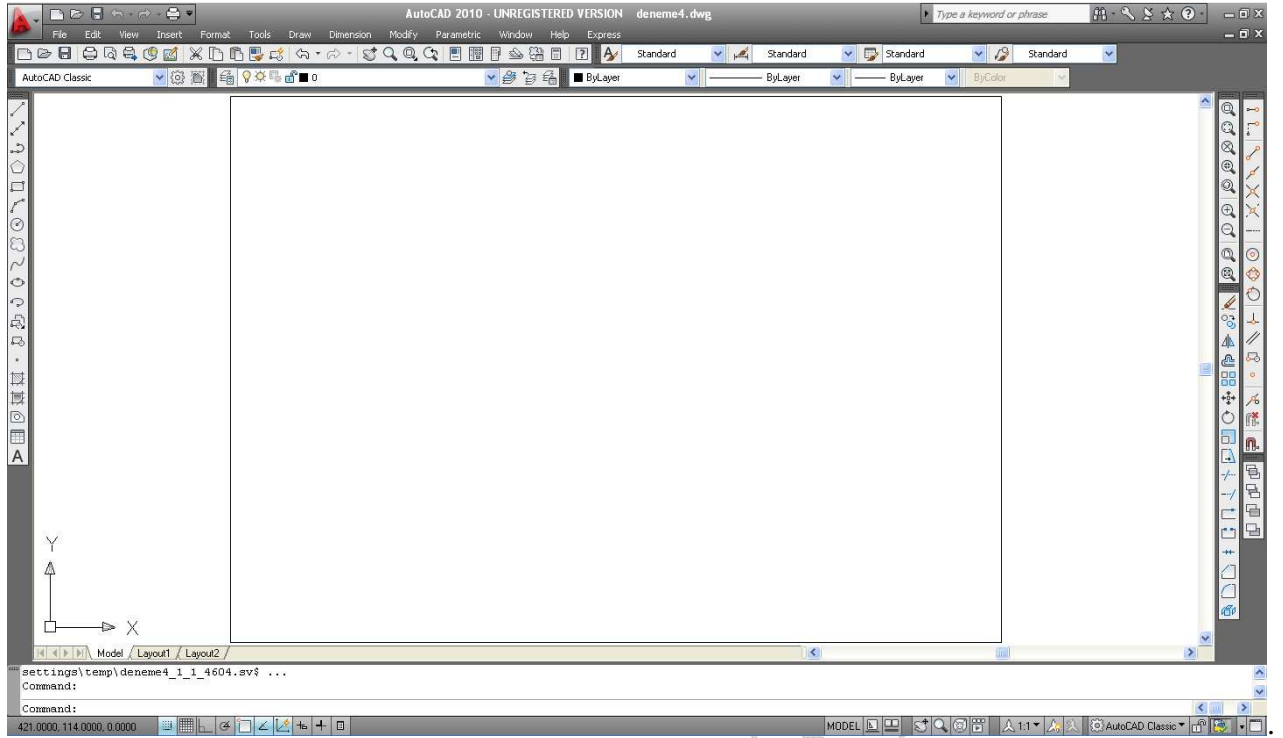 AutoCAD 2010 - UNREGISTERED VERSION deneme4.dwg Type a keyword or phrase
File Edit View Insert Format Tools Draw Dimension Modify Parametric Window Help Express
Standard Standard Standard Standard
AutoCAD Classic 0 ByLayer ByLayer ByLayer ByColor
A
Y
X
Model Layout1 Layout2
settings\temp\deneme4_1_1_4604.sv$ ...
Command:
Command:
421.0000, 114.0000, 0.0000 MODEL 1:1 AutoCAD Classic